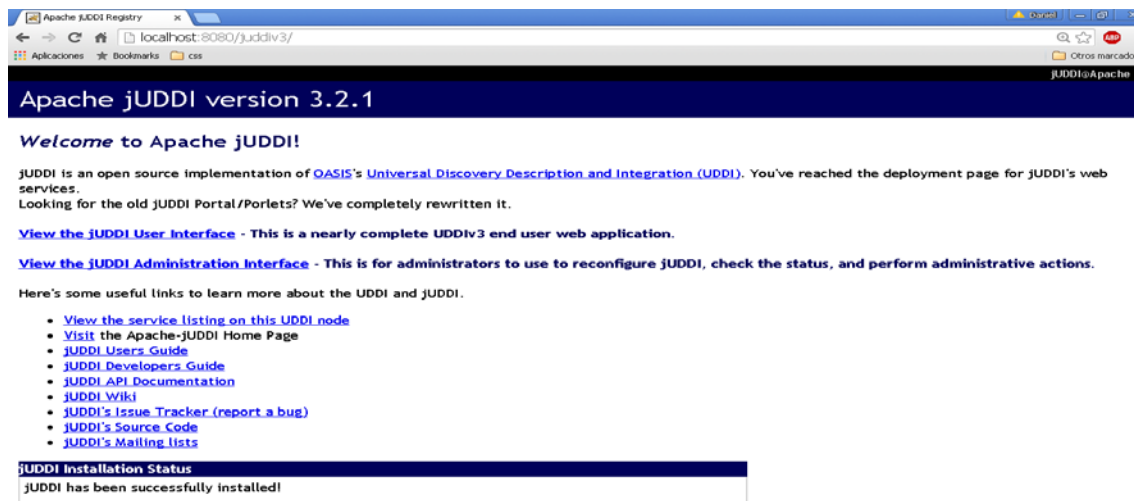 Apache jUDDI Registry
Daniel
localhost:8080/juddiv3/
ABP
Aplicaciones Bookmarks css Otros marcado
jUDDI@Apache
Apache jUDDI version 3.2.1
Welcome to Apache jUDDI!
jUDDI is an open source implementation of OASIS's Universal Discovery Description and Integration (UDDI). You've reached the deployment page for jUDDI's web
services.
Looking for the old jUDDI Portal/Porlets? We've completely rewritten it.
View the jUDDI User Interface - This is a nearly complete UDDIv3 end user web application.
View the jUDDI Administration Interface - This is for administrators to use to reconfigure jUDDI, check the status, and perform administrative actions.
Here's some useful links to learn more about the UDDI and jUDDI.
• View the service listing on this UDDI node
• Visit the Apache-jUDDI Home Page
• jUDDI Users Guide
• jUDDI Developers Guide
• jUDDI API Documentation
• jUDDI Wiki
• jUDDI's Issue Tracker (report a bug)
• jUDDI's Source Code
• jUDDI's Mailing lists
jUDDI Installation Status
jUDDI has been successfully installed!